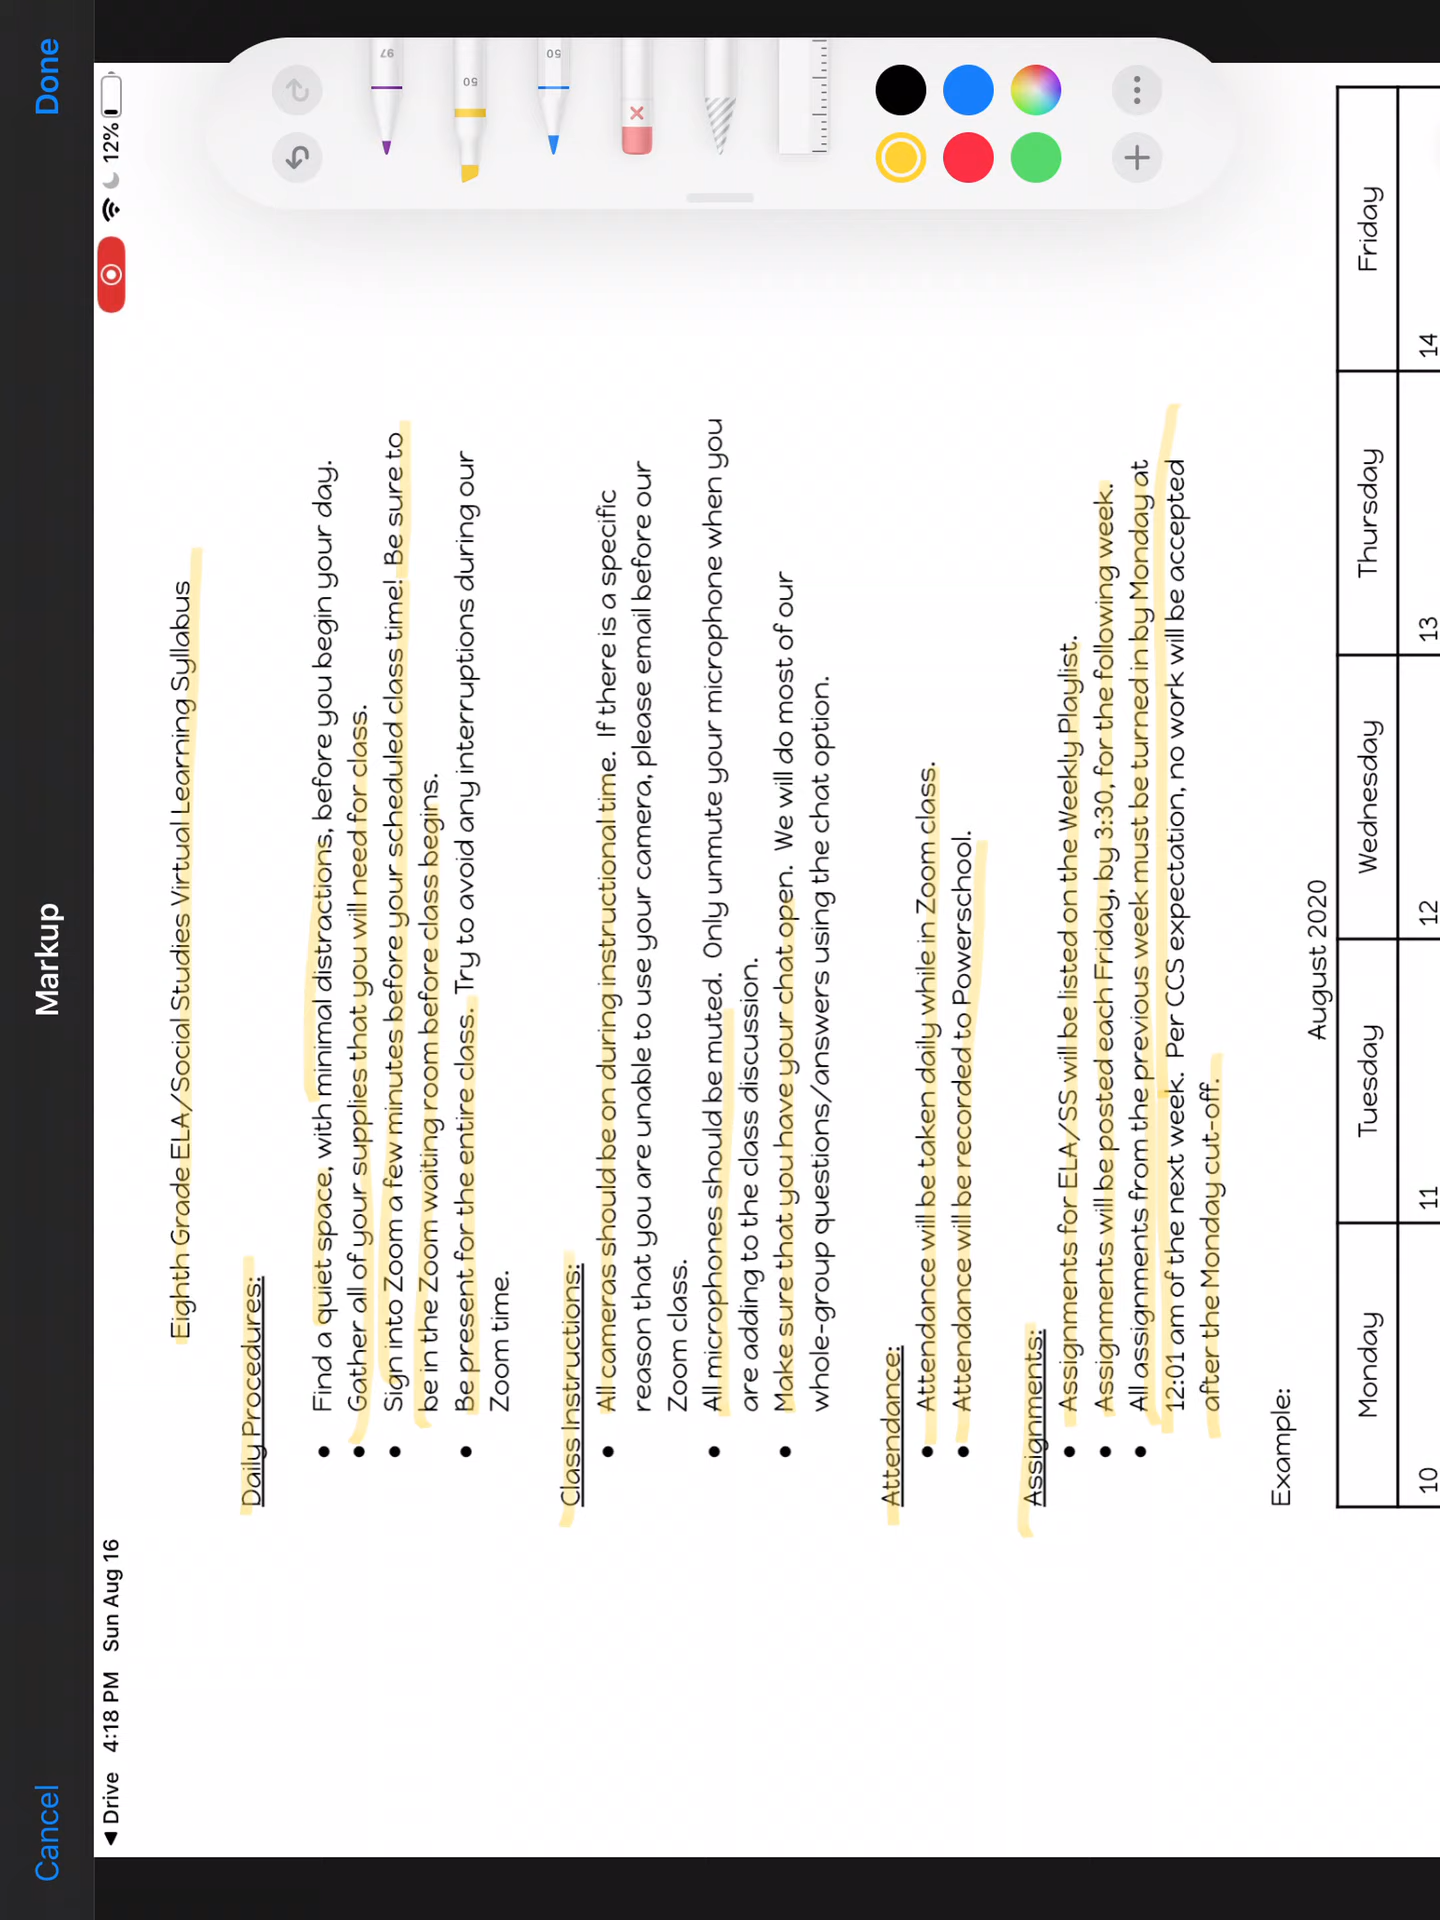 Cancel
Markup
Done
Drive 4:18 PM Sun Aug 16
12%
97
50
50
Eighth Grade ELA/Social Studies Virtual Learning Syllabus
Daily Procedures:
● Find a quiet space, with minimal distractions, before you begin your day.
● Gather all of your supplies that you will need for class.
● Sign into Zoom a few minutes before your scheduled class time! Be sure to
be in the Zoom waiting room before class begins.
● Be present for the entire class. Try to avoid any interruptions during our
Zoom time.
Class Instructions:
● All cameras should be on during instructional time. If there is a specific
reason that you are unable to use your camera, please email before our
Zoom class.
● All microphones should be muted. Only unmute your microphone when you
are adding to the class discussion.
● Make sure that you have your chat open. We will do most of our
whole-group questions/answers using the chat option.
Attendance:
● Attendance will be taken daily while in Zoom class.
● Attendance will be recorded to Powerschool.
Assignments:
● Assignments for ELA/SS will be listed on the Weekly Playlist.
● Assignments will be posted each Friday, by 3:30, for the following week.
● All assignments from the previous week must be turned in by Monday at
12:01 am of the next week. Per CCS expectation, no work will be accepted
after the Monday cut-off.
Example:
August 2020
Monday Tuesday Wednesday Thursday Friday
10 11 12 13 14